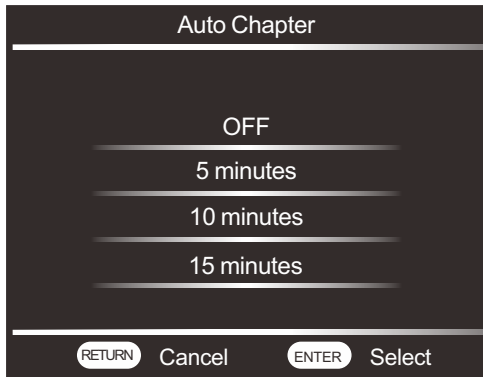 Auto Chapter
OFF
5 minutes
10 minutes
15 minutes
RETURN Cancel ENTER Select